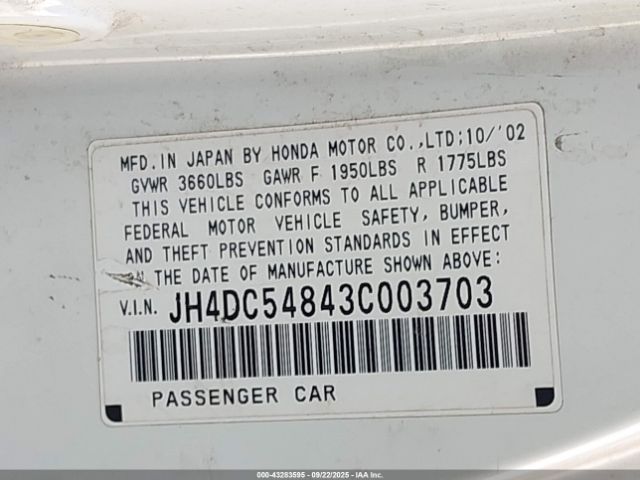 MFD. IN JAPAN BY HONDA MOTOR CO.,LTD; 10/'02
GVWR 3660LBS GAWR F 1950LBS R 1775LBS
THIS VEHICLE CONFORMS TO ALL APPLICABLE
FEDERAL MOTOR VEHICLE SAFETY, BUMPER,
AND THEFT PREVENTION STANDARDS IN EFFECT
THE DATE OF MANUFACTURE SHOWN ABOVE:
V.I.N. JH4DC54843C003703
PASSENGER CAR
000-43283595 - 09/22/2025 - IAA Inc.